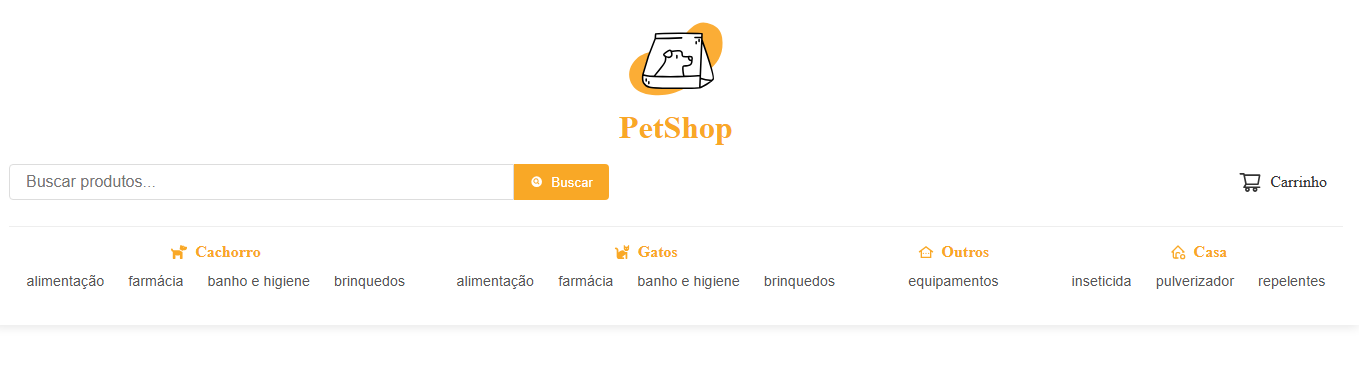 PetShop
Buscar produtos...
Buscar
Carrinho
Cachorro
Gatos
Outros
Casa
alimentação farmácia banho e higiene brinquedos
alimentação farmácia banho e higiene brinquedos
equipamentos
inseticida pulverizador repelentes